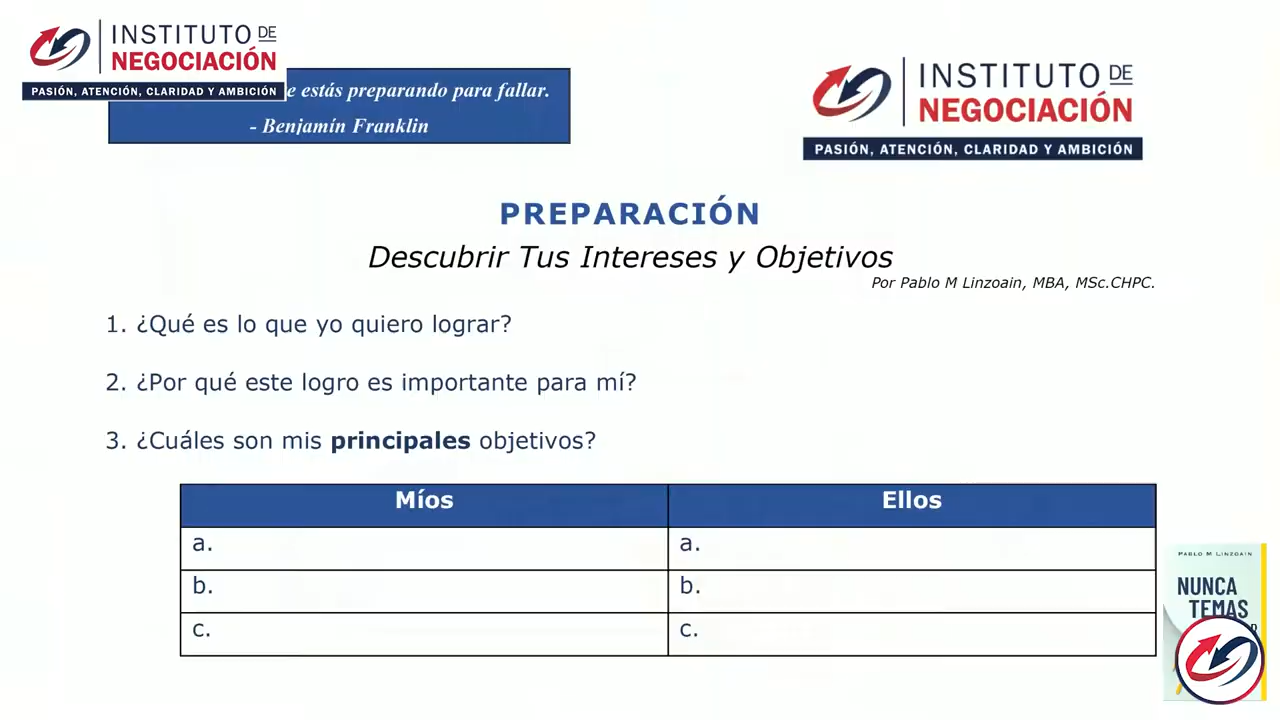 INSTITUTO DE
NEGOCIACIÓN
PASIÓN, ATENCIÓN, CLARIDAD Y AMBICIÓN
e estás preparando para fallar.
- Benjamín Franklin
INSTITUTO DE
NEGOCIACIÓN
PASIÓN, ATENCIÓN, CLARIDAD Y AMBICIÓN
PREPARACIÓN
Descubrir Tus Intereses y Objetivos
Por Pablo M Linzoain, MBA, MSc.CHPC.
1. ¿Qué es lo que yo quiero lograr?
2. ¿Por qué este logro es importante para mí?
3. ¿Cuáles son mis principales objetivos?
Míos Ellos
a. a.
b. b.
c. c.
PABLO M LINZOAIN
NUNCA
TEMAS